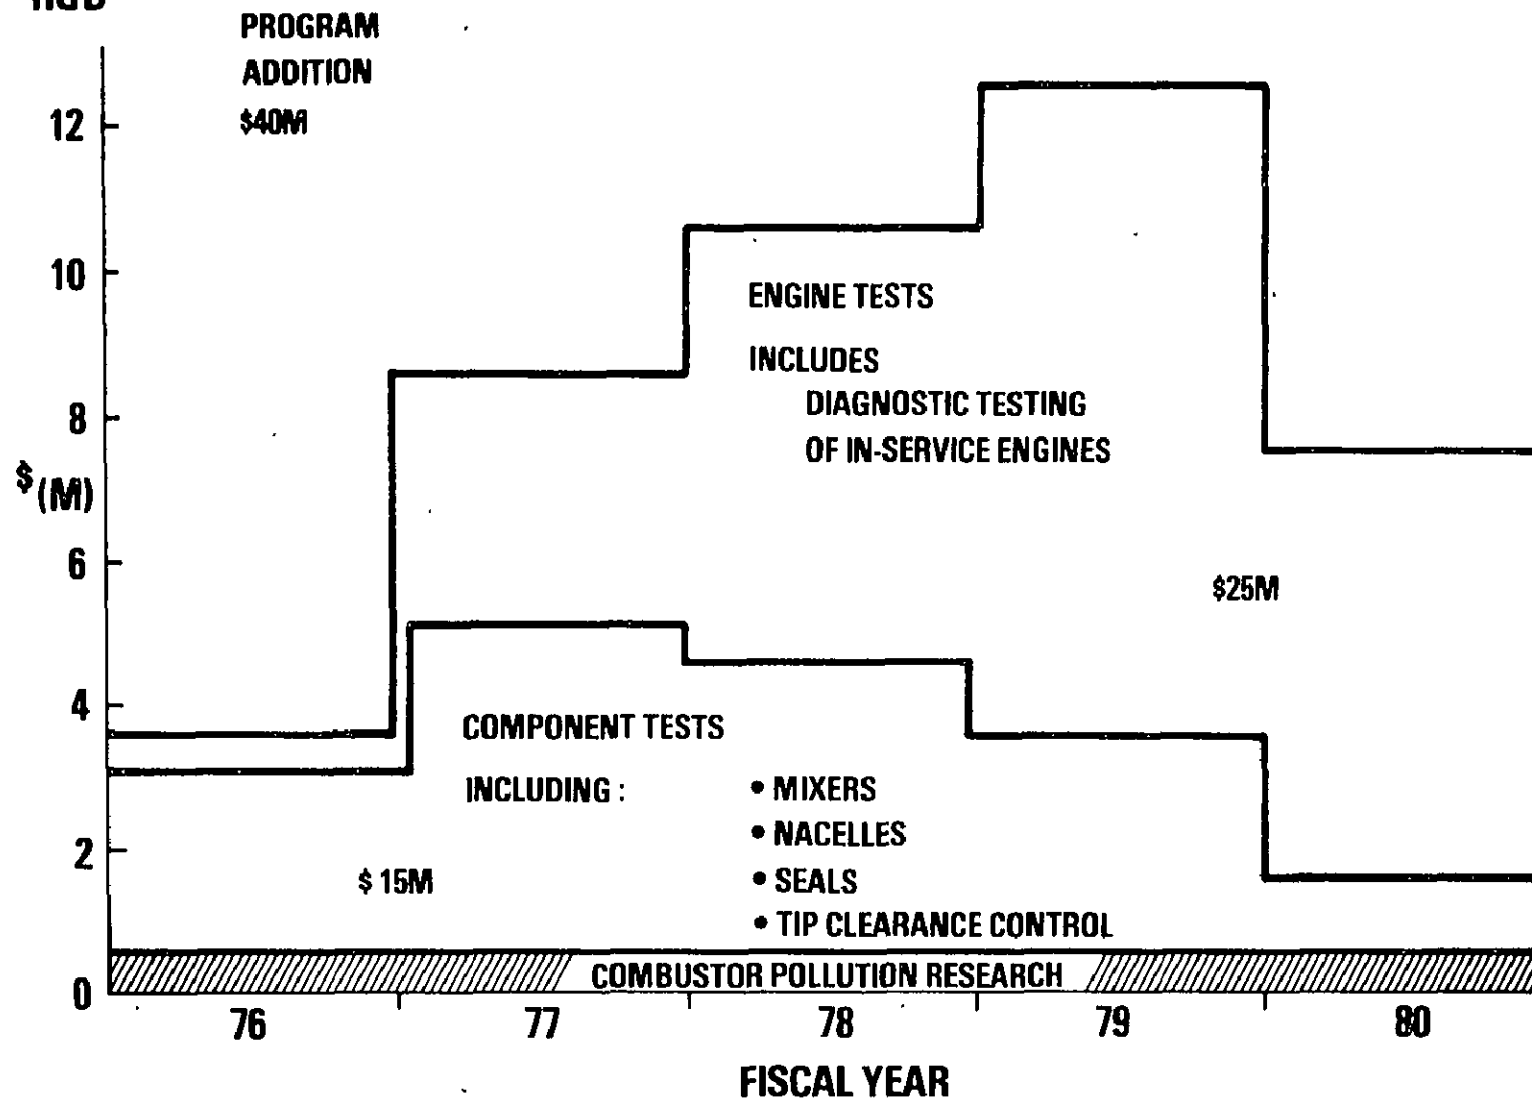 PROGRAM
ADDITION
$40M
12
10
8
$(M)
6
4
2
0
ENGINE TESTS
INCLUDES
DIAGNOSTIC TESTING
OF IN-SERVICE ENGINES
$25M
COMPONENT TESTS
INCLUDING :
• MIXERS
• NACELLES
• SEALS
• TIP CLEARANCE CONTROL
$ 15M
COMBUSTOR POLLUTION RESEARCH
76 77 78 79 80
FISCAL YEAR